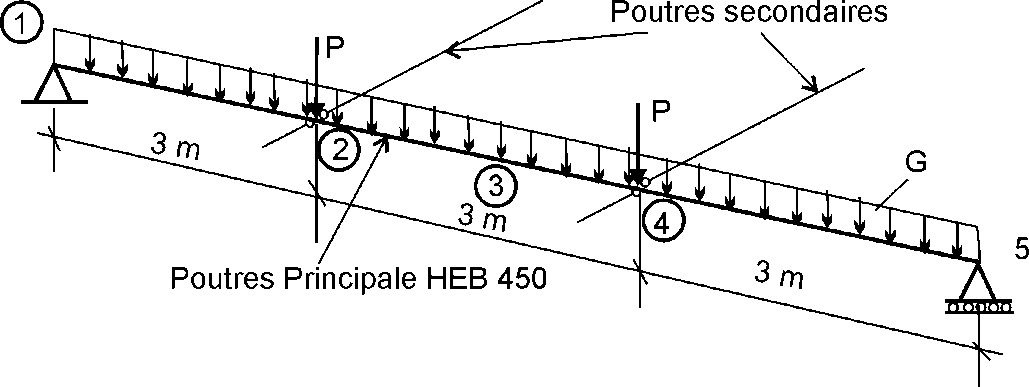 1
Poutres secondaires
P
P
3 m
2
G
3
3 m
4
5
3 m
Poutres Principale HEB 450